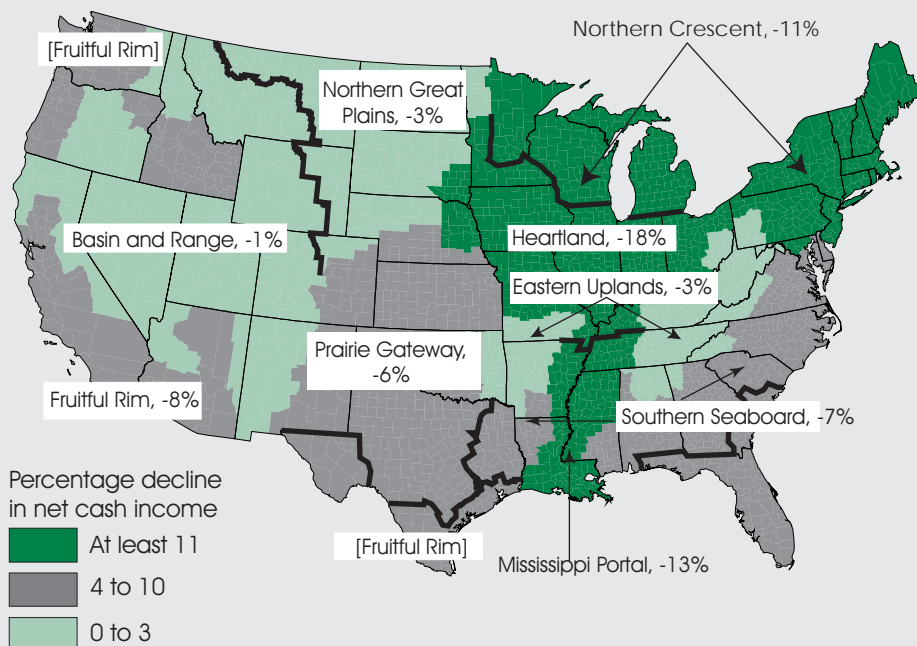 Northern Crescent, -11%
[Fruitful Rim]
Northern Great
Plains, -3%
Basin and Range, -1%
Heartland, -18%
Eastern Uplands, -3%
Prairie Gateway,
-6%
Fruitful Rim, -8%
Southern Seaboard, -7%
Percentage decline
in net cash income
At least 11
4 to 10
0 to 3
[Fruitful Rim]
Mississippi Portal, -13%